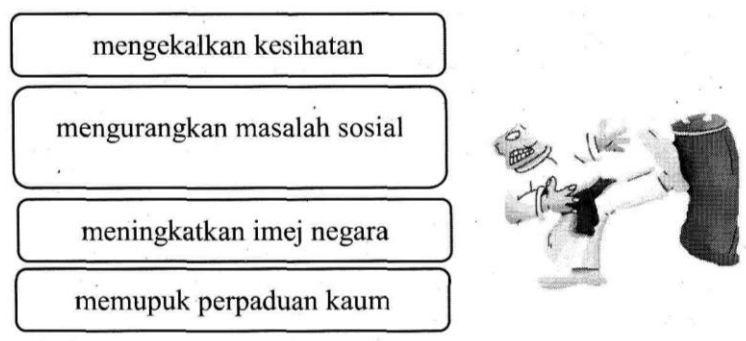 mengekalkan kesihatan
mengurangkan masalah sosial
meningkatkan imej negara
memupuk perpaduan kaum